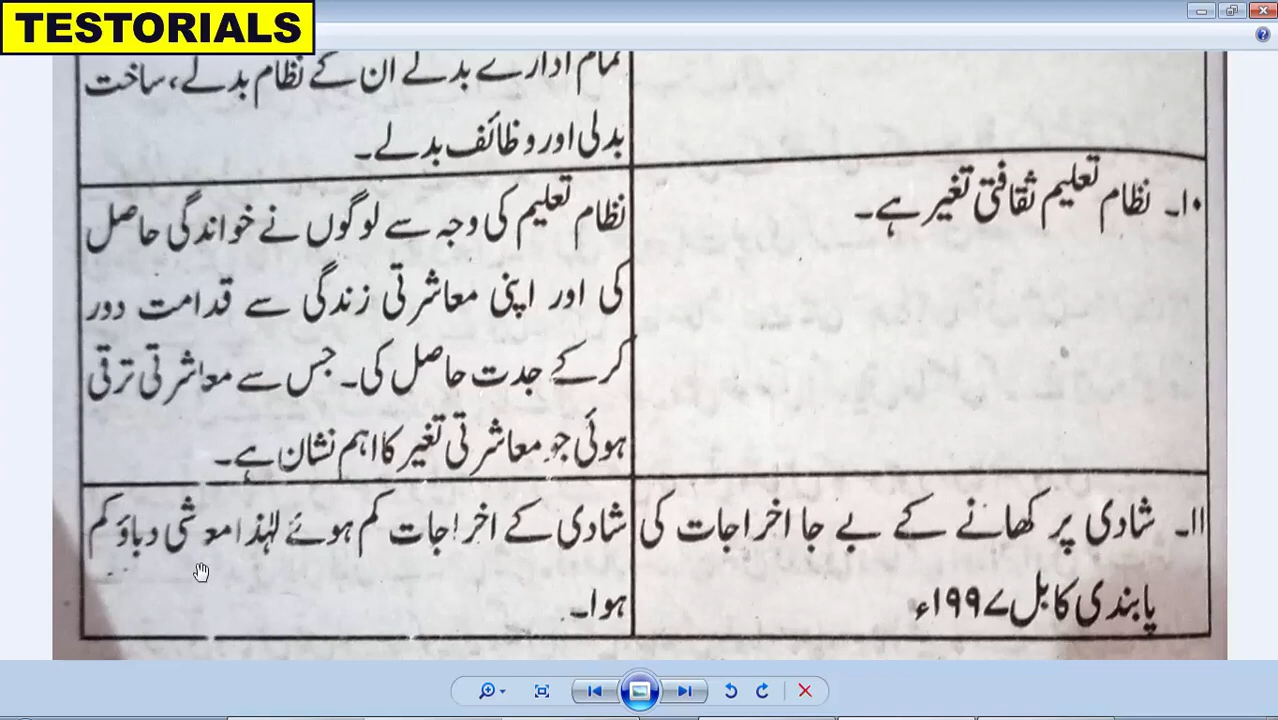 TESTORIALS
تمام ادارے بدلے ان کے نظام بدلے، ساخت
بدلی اور وظائف بدلے۔
۱۰۔ نظام تعلیم ثقافتی تغیر ہے۔
نظام تعلیم کی وجہ سے لوگوں نے خواندگی حاصل
کی اور اپنی معاشرتی زندگی سے قدامت دور
کرکے جدت حاصل کی۔ جس سے معاشرتی ترقی
ہوئی جو معاشرتی تغیر کا اہم نشان ہے۔
۱۱۔ شادی پر کھانے کے بے جا اخراجات کی
پابندی کا بل ۱۹۹۷ء
شادی کے اخراجات کم ہوئے لہٰذا معاشی دباؤ کم
ہوا۔